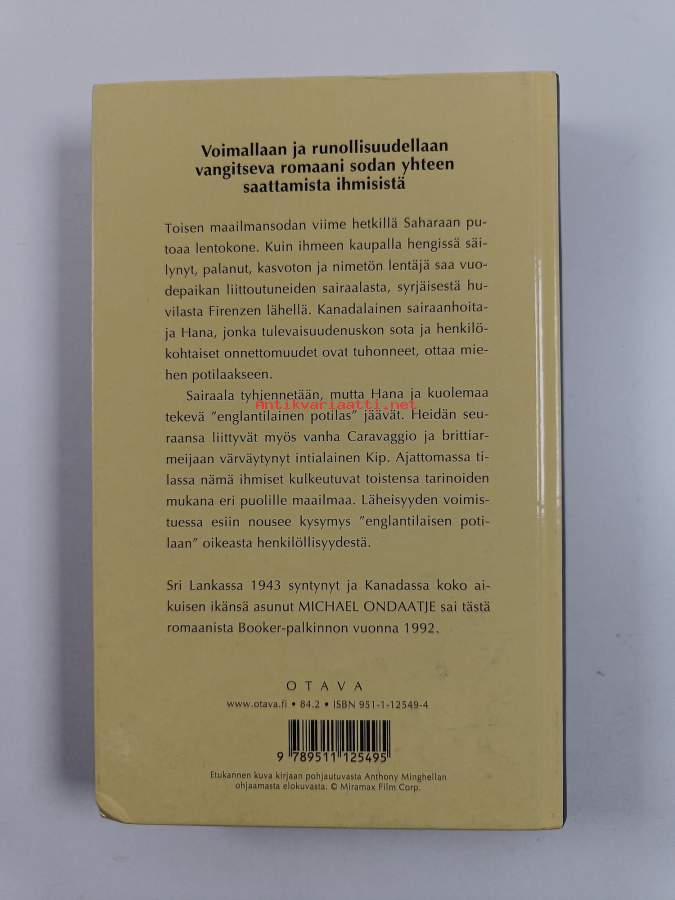 Voimallaan ja runollisuudellaan
vangitseva romaani sodan yhteen
saattamista ihmisistä
Toisen maailmansodan viime hetkillä Saharaan pu-
toaa lentokone. Kuin ihmeen kaupalla hengissä säi-
lynyt, palanut, kasvoton ja nimetön lentäjä saa vuo-
depaikan liittoutuneiden sairaalasta, syrjäisestä hu-
vilasta Firenzen lähellä. Kanadalainen sairaanhoita-
ja Hana, jonka tulevaisuudenuskon sota ja henkilö-
kohtaiset onnettomuudet ovat tuhonneet, ottaa mie-
hen potilaakseen.
Sairaala tyhjennetään, mutta Hana ja kuolemaa
Antikvariaatti.net
tekevä ”englantilainen potilas” jäävät. Heidän seu-
raansa liittyvät myös vanha Caravaggio ja brittiar-
meijaan värväytynyt intialainen Kip. Ajattomassa ti-
lassa nämä ihmiset kulkeutuvat toistensa tarinoiden
mukana eri puolille maailmaa. Läheisyyden voimis-
tuessa esiin nousee kysymys ”englantilaisen poti-
laan” oikeasta henkilöllisyydestä.
Sri Lankassa 1943 syntynyt ja Kanadassa koko ai-
kuisen ikänsä asunut MICHAEL ONDAATJE sai tästä
romaanista Booker-palkinnon vuonna 1992.
OTAVA
www.otava.fi • 84.2 • ISBN 951-1-12549-4
9 789511 125495
Etukannen kuva kirjaan pohjautuvasta Anthony Minghellan
ohjaamasta elokuvasta. © Miramax Film Corp.